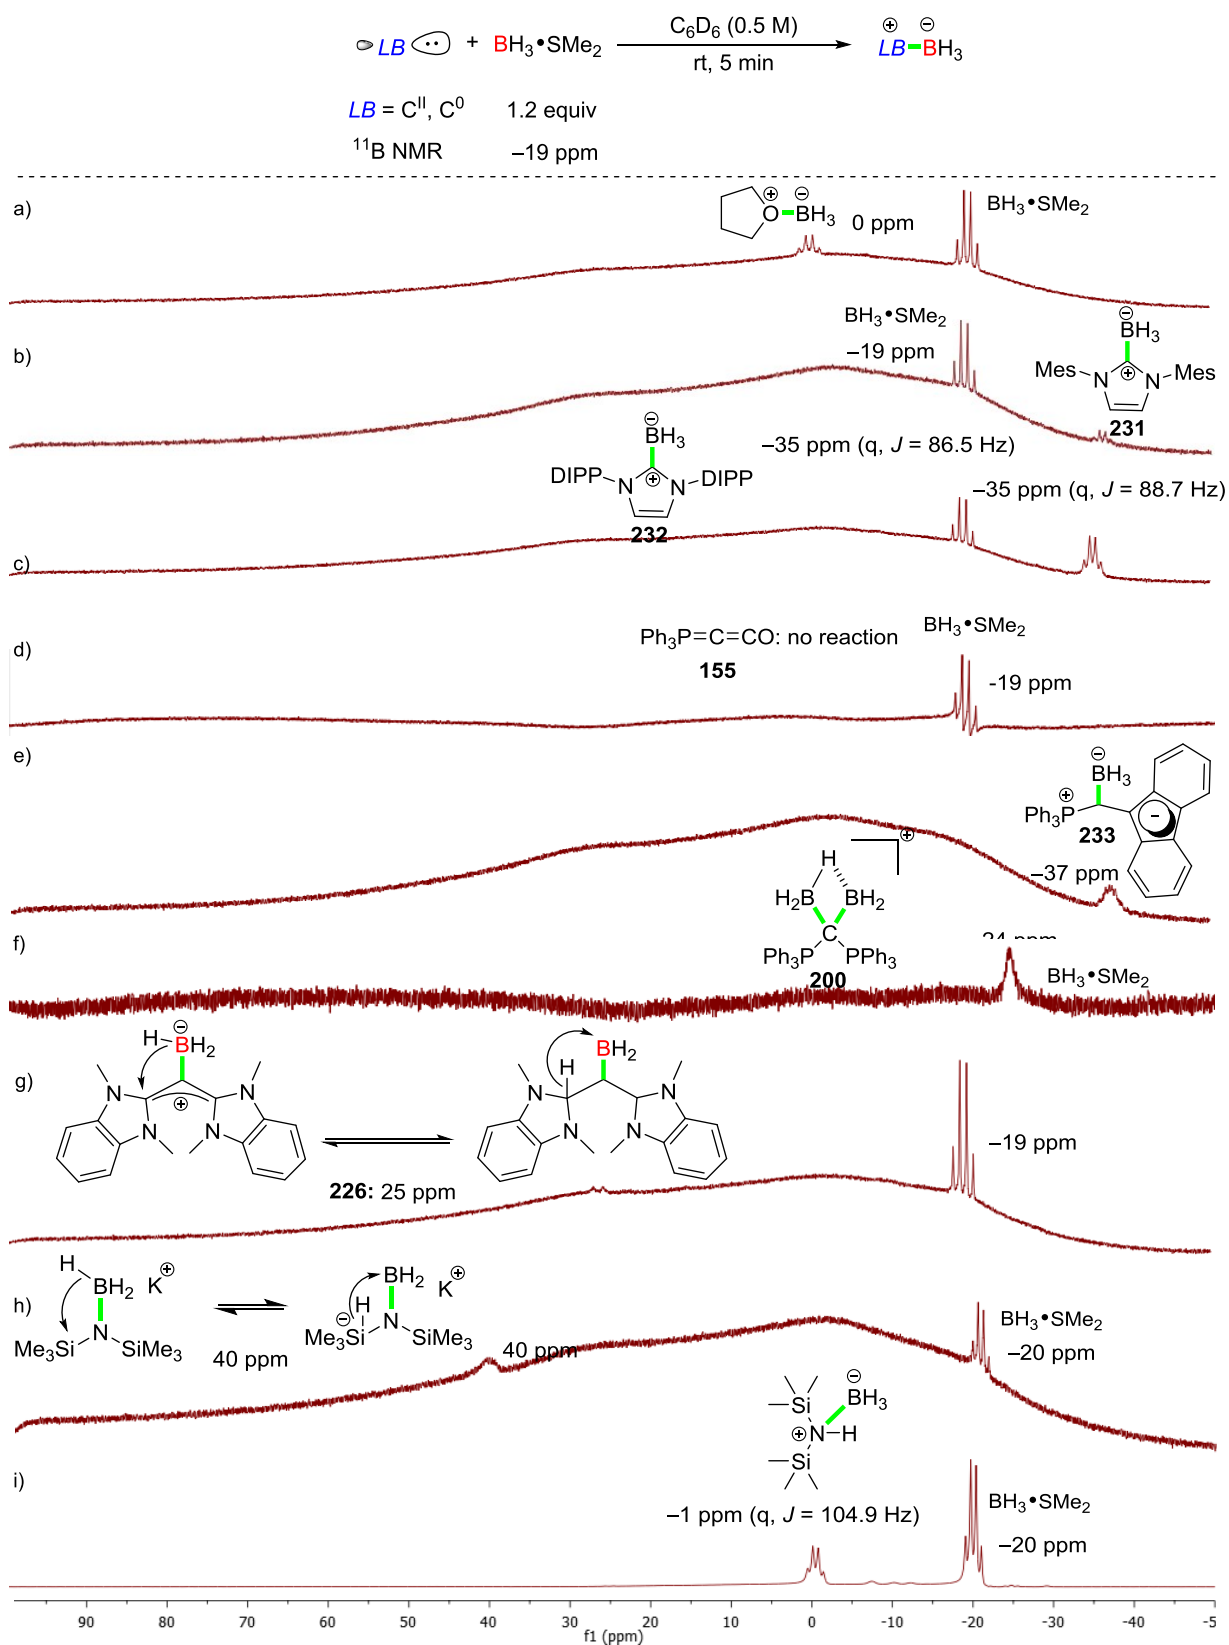 LB + BH3•SMe2
C6D6 (0.5 M)
rt, 5 min
⊕ ⊖
LB–BH3
LB = C^II, C^0 1.2 equiv
11B NMR –19 ppm
a)
⊕ ⊖
O BH3 0 ppm
BH3•SMe2
b)
BH3•SMe2
–19 ppm
⊖
BH3
Mes N N Mes
⊕
231
–35 ppm (q, J = 86.5 Hz)
⊖
BH3
DIPP N N DIPP
⊕
232
–35 ppm (q, J = 88.7 Hz)
c)
d)
Ph3P=C=CO: no reaction
155
BH3•SMe2
-19 ppm
e)
⊖
BH3
⊕
Ph3P
-
233
–37 ppm
⊕
H
H2B BH2
C
Ph3P PPh3
200
f)
BH3•SMe2
g)
⊖
H BH2
N N
⊕
N N
BH2
H
N N
N N
226: 25 ppm
–19 ppm
h)
H
BH2 K⊕
N
Me3Si SiMe3
40 ppm
BH2 K⊕
⊖ H
N
Me3Si SiMe3
40 ppm
BH3•SMe2
–20 ppm
i)
⊖
Si BH3
⊕ N H
Si
–1 ppm (q, J = 104.9 Hz)
BH3•SMe2
–20 ppm
90 80 70 60 50 40 30 20 10 0 -10 -20 -30 -40 -5
f1 (ppm)